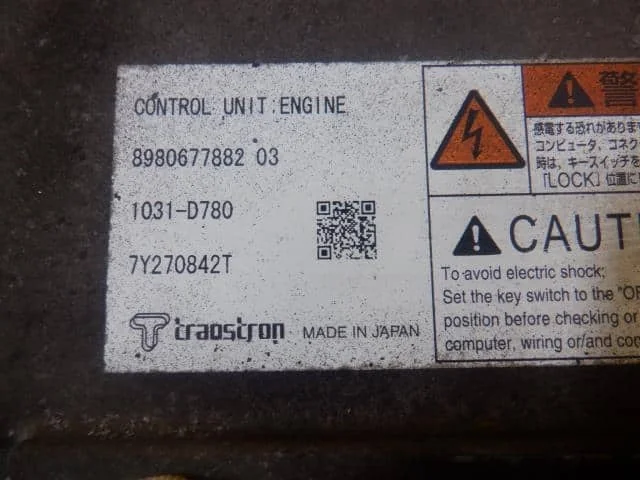 CONTROL UNIT:ENGINE
8980677882 03
1031-D780
7Y270842T
traostron MADE IN JAPAN
警
感電する恐れがありま
コンピュータ、コネク
時は、キースイッチを
「LOCK」位置に
CAUT
To avoid electric shock;
Set the key switch to the "OF
position before checking or
computer, wiring or/and co